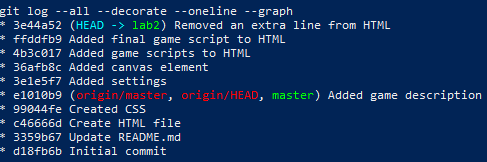 git log --all --decorate --oneline --graph
* 3e44a52 (HEAD -> lab2) Removed an extra line from HTML
* ffddfb9 Added final game script to HTML
* 4b3c017 Added game scripts to HTML
* 36afb8c Added canvas element
* 3e1e5f7 Added settings
* e1010b9 (origin/master, origin/HEAD, master) Added game description
* 99044fe Created CSS
* c46666d Create HTML file
* 3359b67 Update README.md
* d18fb6b Initial commit